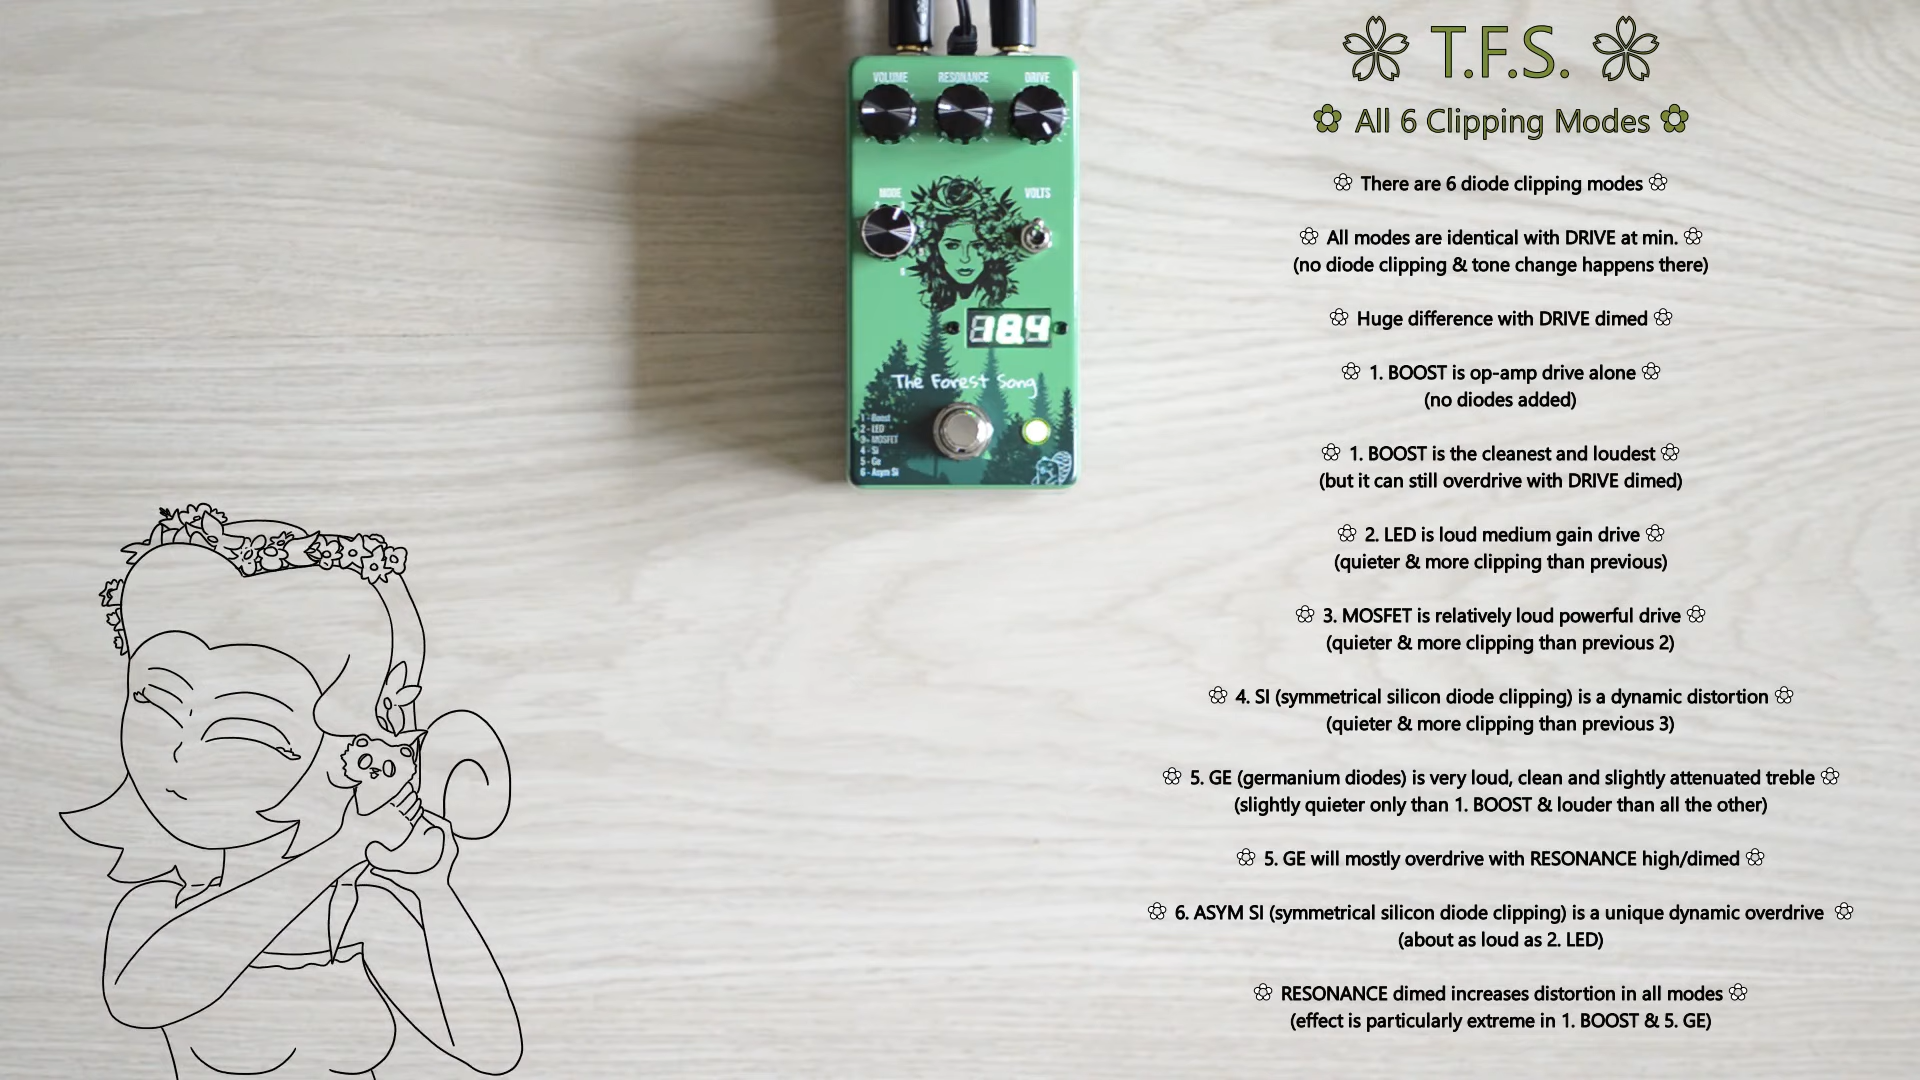 VOLUME RESONANCE DRIVE
MODE VOLTS
6
18.4
The Forest Song
1 - Boost
2 - LED
3 - MOSFET
4 - Si
5 - Ge
6 - Asym Si
T.F.S.
All 6 Clipping Modes
There are 6 diode clipping modes
All modes are identical with DRIVE at min.
(no diode clipping & tone change happens there)
Huge difference with DRIVE dimed
1. BOOST is op-amp drive alone
(no diodes added)
1. BOOST is the cleanest and loudest
(but it can still overdrive with DRIVE dimed)
2. LED is loud medium gain drive
(quieter & more clipping than previous)
3. MOSFET is relatively loud powerful drive
(quieter & more clipping than previous 2)
4. SI (symmetrical silicon diode clipping) is a dynamic distortion
(quieter & more clipping than previous 3)
5. GE (germanium diodes) is very loud, clean and slightly attenuated treble
(slightly quieter only than 1. BOOST & louder than all the other)
5. GE will mostly overdrive with RESONANCE high/dimed
6. ASYM SI (symmetrical silicon diode clipping) is a unique dynamic overdrive
(about as loud as 2. LED)
RESONANCE dimed increases distortion in all modes
(effect is particularly extreme in 1. BOOST & 5. GE)